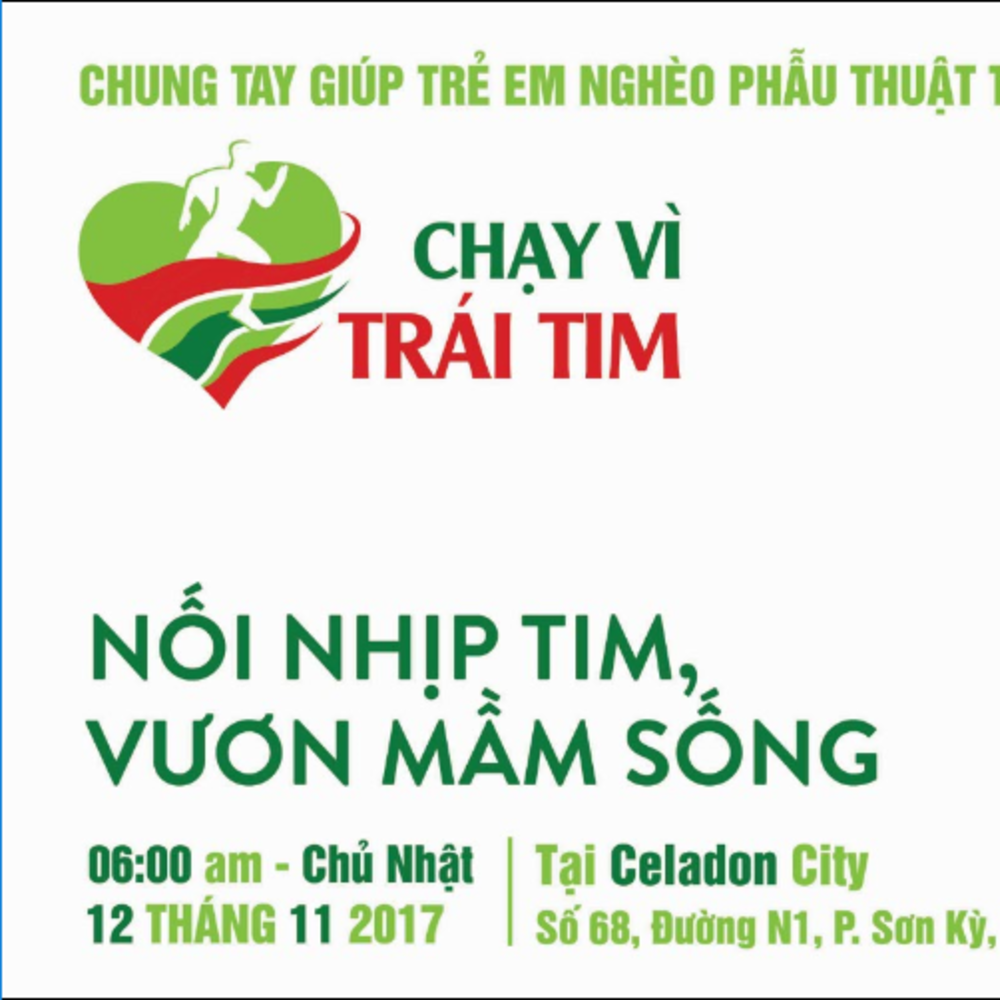 CHUNG TAY GIÚP TRẺ EM NGHÈO PHẪU THUẬT
CHẠY VÌ
TRÁI TIM
NỐI NHỊP TIM,
VƯƠN MẦM SỐNG
06:00 am - Chủ Nhật
12 THÁNG 11 2017
Tại Celadon City
Số 68, Đường N1, P. Sơn Kỳ,